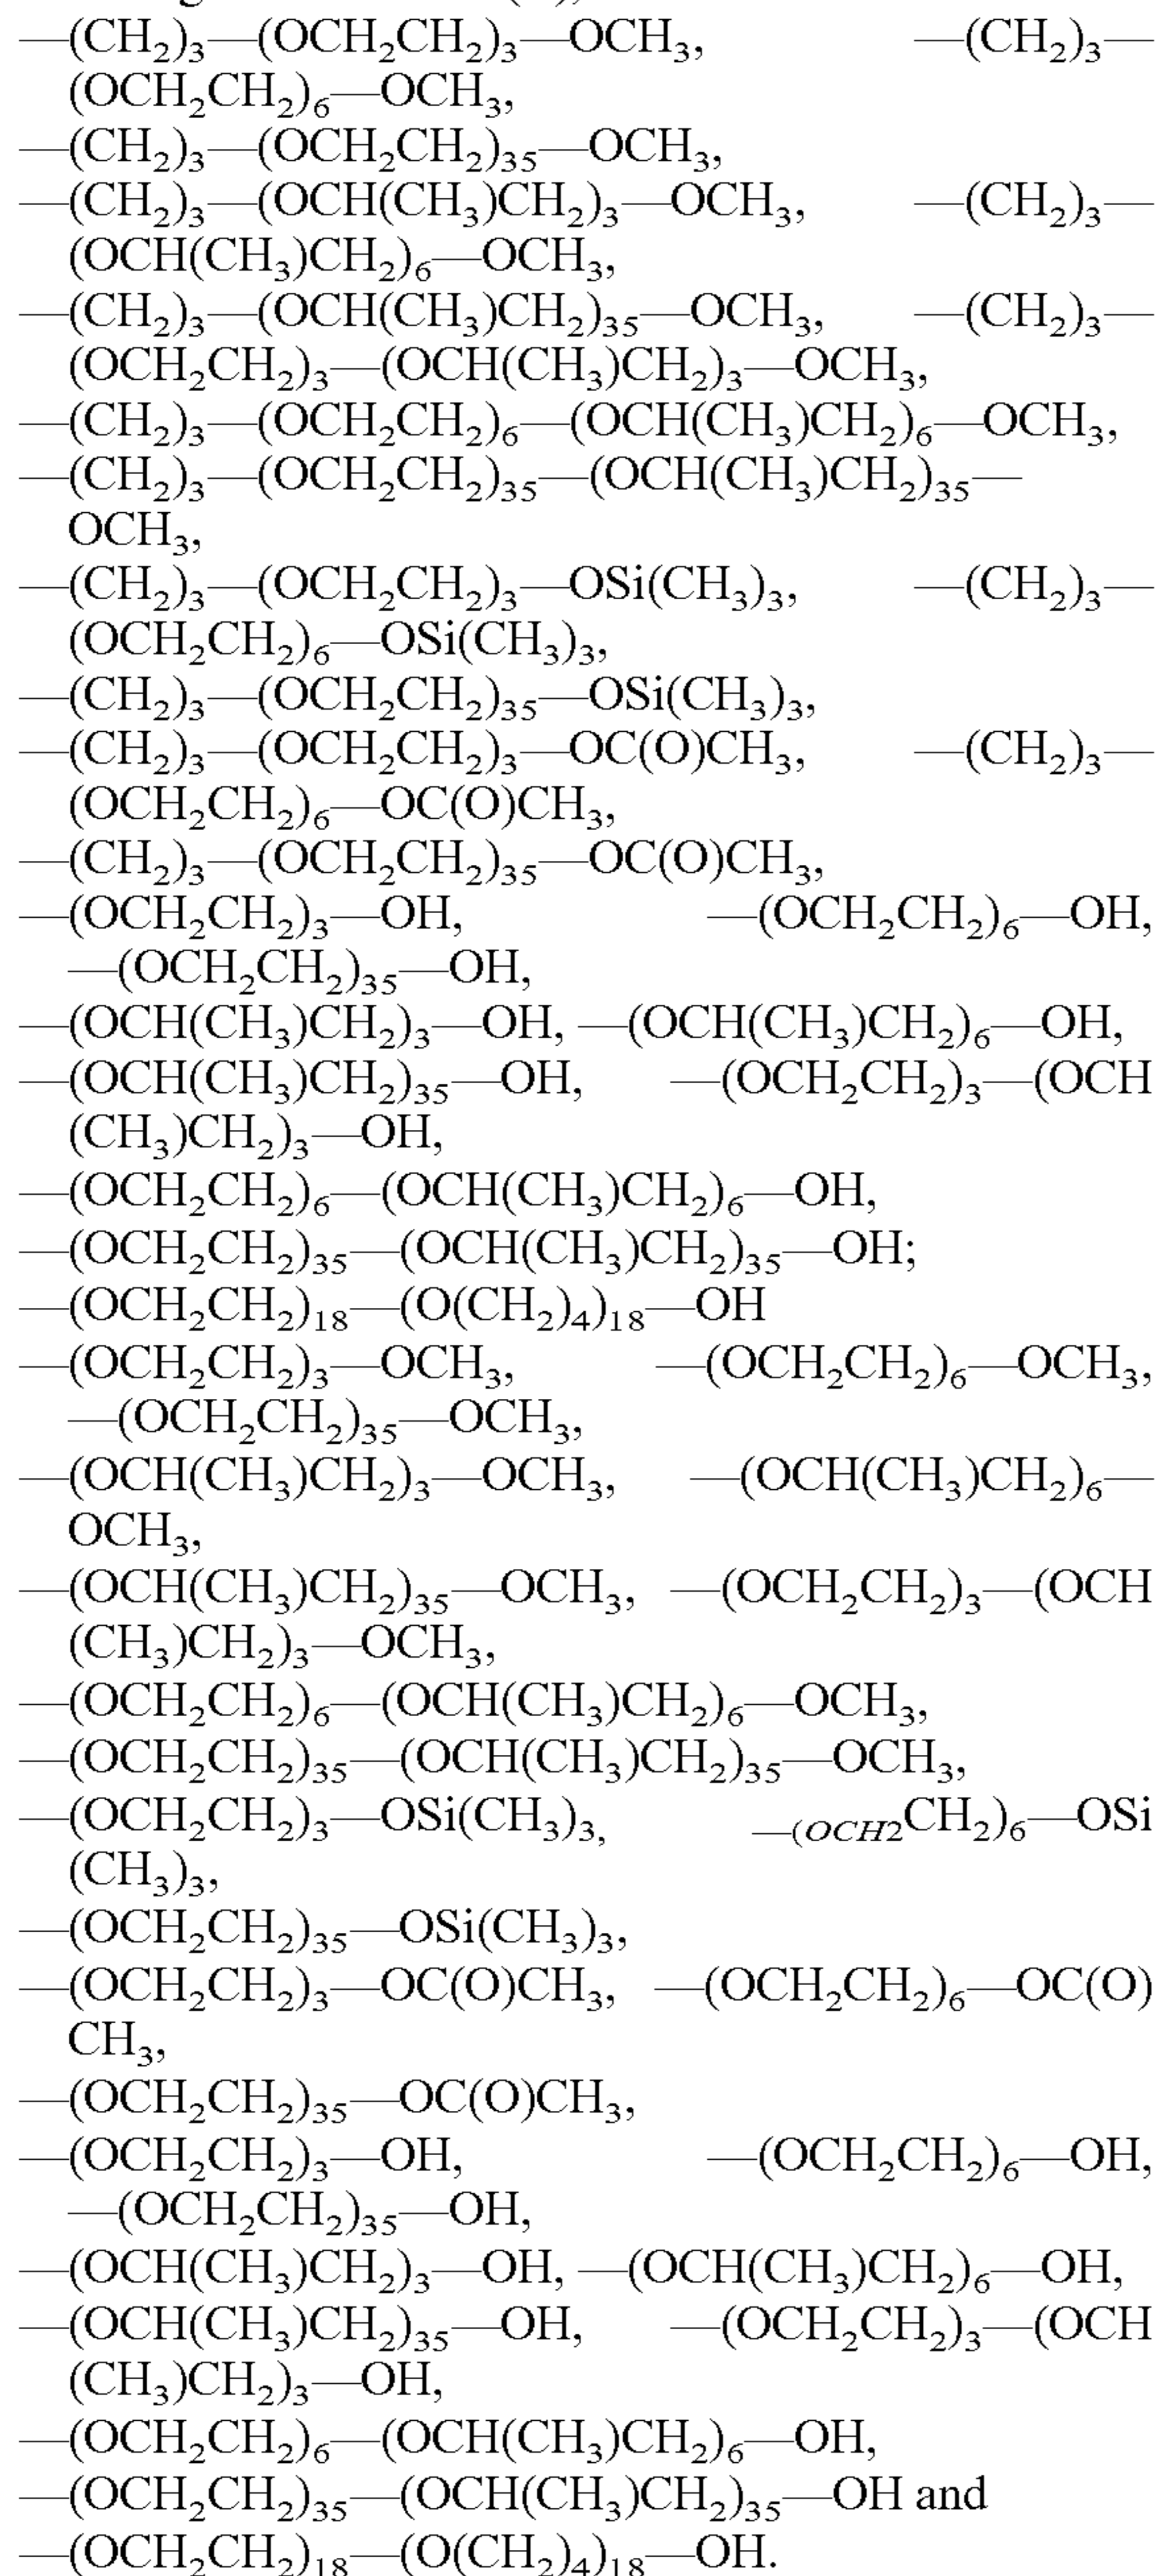 —(CH₂)₃—(OCH₂CH₂)₃—OCH₃, —(CH₂)₃—
(OCH₂CH₂)₆—OCH₃,
—(CH₂)₃—(OCH₂CH₂)₃₅—OCH₃,
—(CH₂)₃—(OCH(CH₃)CH₂)₃—OCH₃, —(CH₂)₃—
(OCH(CH₃)CH₂)₆—OCH₃,
—(CH₂)₃—(OCH(CH₃)CH₂)₃₅—OCH₃, —(CH₂)₃—
(OCH₂CH₂)₃—(OCH(CH₃)CH₂)₃—OCH₃,
—(CH₂)₃—(OCH₂CH₂)₆—(OCH(CH₃)CH₂)₆—OCH₃,
—(CH₂)₃—(OCH₂CH₂)₃₅—(OCH(CH₃)CH₂)₃₅—
OCH₃,
—(CH₂)₃—(OCH₂CH₂)₃—OSi(CH₃)₃, —(CH₂)₃—
(OCH₂CH₂)₆—OSi(CH₃)₃,
—(CH₂)₃—(OCH₂CH₂)₃₅—OSi(CH₃)₃,
—(CH₂)₃—(OCH₂CH₂)₃—OC(O)CH₃, —(CH₂)₃—
(OCH₂CH₂)₆—OC(O)CH₃,
—(CH₂)₃—(OCH₂CH₂)₃₅—OC(O)CH₃,
—(OCH₂CH₂)₃—OH, —(OCH₂CH₂)₆—OH,
—(OCH₂CH₂)₃₅—OH,
—(OCH(CH₃)CH₂)₃—OH, —(OCH(CH₃)CH₂)₆—OH,
—(OCH(CH₃)CH₂)₃₅—OH, —(OCH₂CH₂)₃—(OCH
(CH₃)CH₂)₃—OH,
—(OCH₂CH₂)₆—(OCH(CH₃)CH₂)₆—OH,
—(OCH₂CH₂)₃₅—(OCH(CH₃)CH₂)₃₅—OH;
—(OCH₂CH₂)₁₈—(O(CH₂)₄)₁₈—OH
—(OCH₂CH₂)₃—OCH₃, —(OCH₂CH₂)₆—OCH₃,
—(OCH₂CH₂)₃₅—OCH₃,
—(OCH(CH₃)CH₂)₃—OCH₃, —(OCH(CH₃)CH₂)₆—
OCH₃,
—(OCH(CH₃)CH₂)₃₅—OCH₃, —(OCH₂CH₂)₃—(OCH
(CH₃)CH₂)₃—OCH₃,
—(OCH₂CH₂)₆—(OCH(CH₃)CH₂)₆—OCH₃,
—(OCH₂CH₂)₃₅—(OCH(CH₃)CH₂)₃₅—OCH₃,
—(OCH₂CH₂)₃—OSi(CH₃)₃, —(OCH2CH₂)₆—OSi
(CH₃)₃,
—(OCH₂CH₂)₃₅—OSi(CH₃)₃,
—(OCH₂CH₂)₃—OC(O)CH₃, —(OCH₂CH₂)₆—OC(O)
CH₃,
—(OCH₂CH₂)₃₅—OC(O)CH₃,
—(OCH₂CH₂)₃—OH, —(OCH₂CH₂)₆—OH,
—(OCH₂CH₂)₃₅—OH,
—(OCH(CH₃)CH₂)₃—OH, —(OCH(CH₃)CH₂)₆—OH,
—(OCH(CH₃)CH₂)₃₅—OH, —(OCH₂CH₂)₃—(OCH
(CH₃)CH₂)₃—OH,
—(OCH₂CH₂)₆—(OCH(CH₃)CH₂)₆—OH,
—(OCH₂CH₂)₃₅—(OCH(CH₃)CH₂)₃₅—OH and
—(OCH₂CH₂)₁₈—(O(CH₂)₄)₁₈—OH.